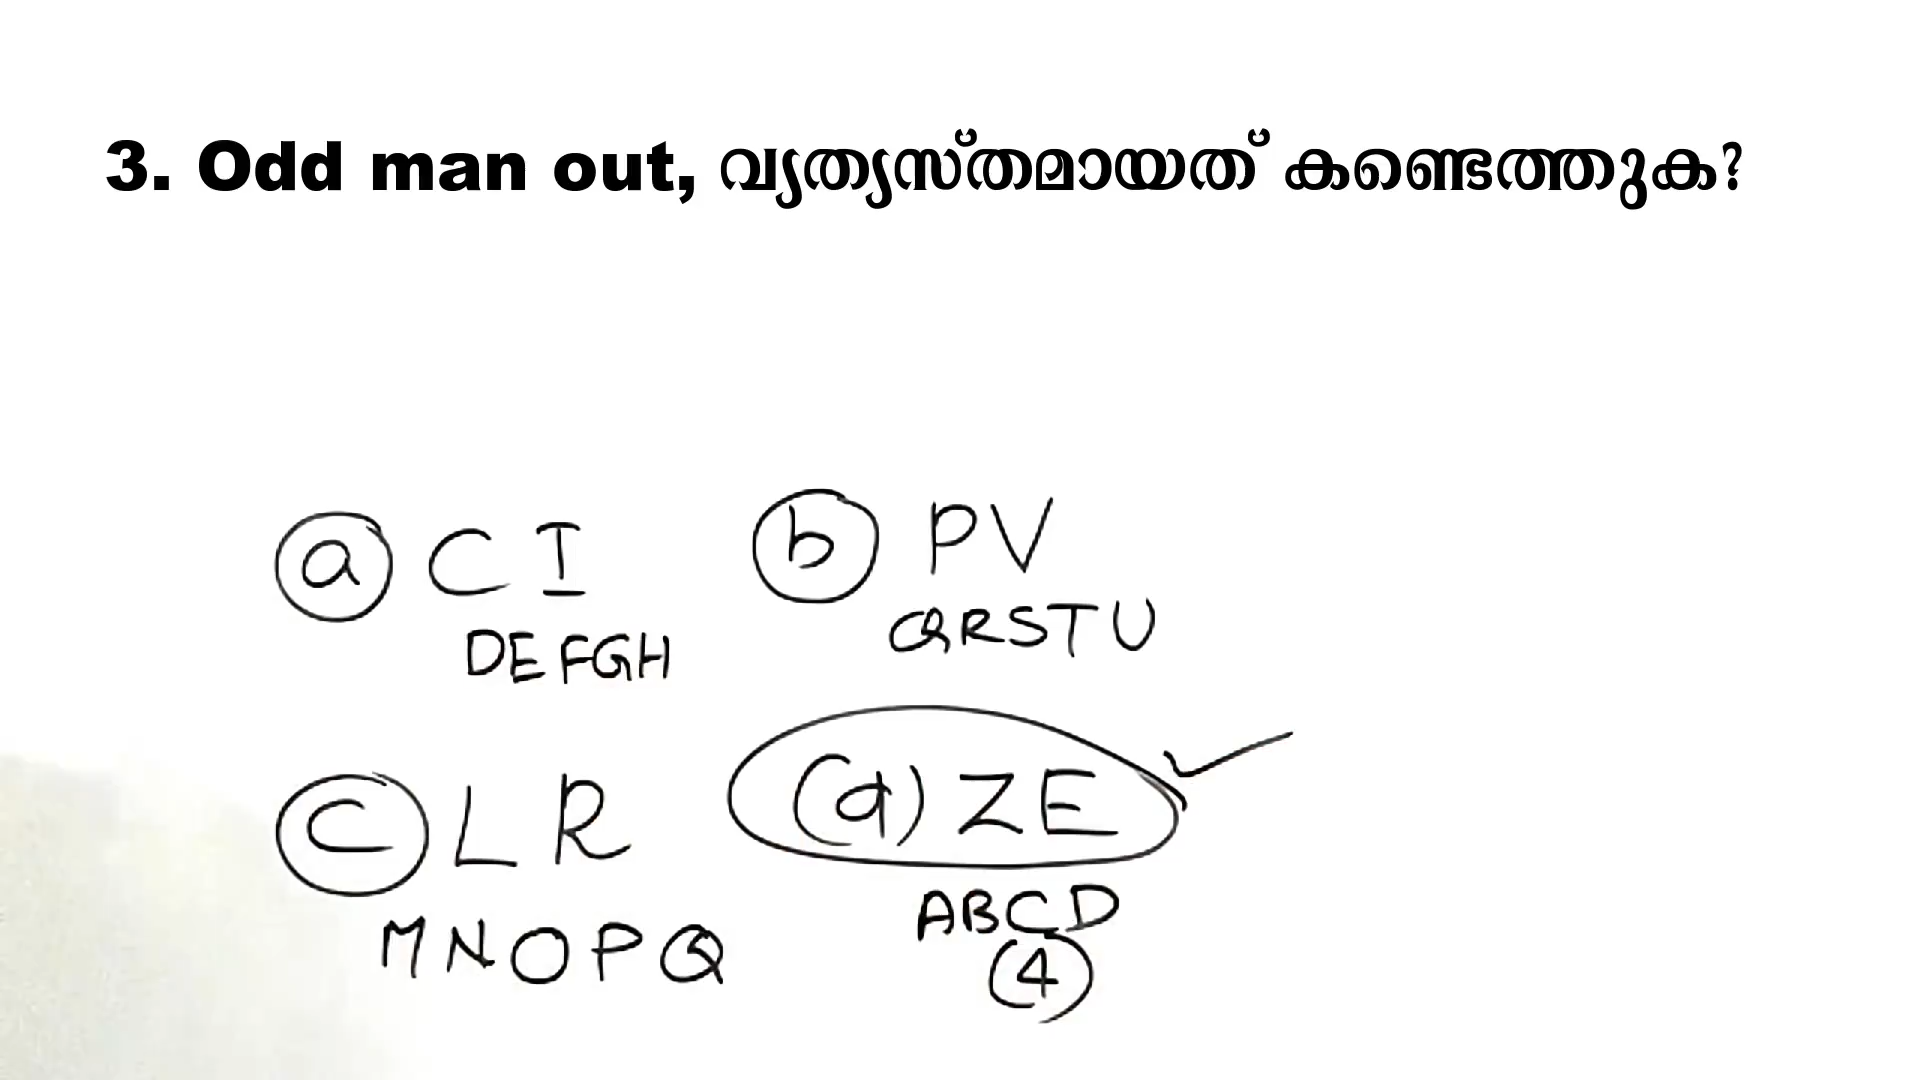 3. Odd man out, വ്യത്യസ്തമായത് കണ്ടെത്തുക?
a C I b PV
DEFGH QRSTU
c L R (d) ZE
MNOPQ ABCD
4